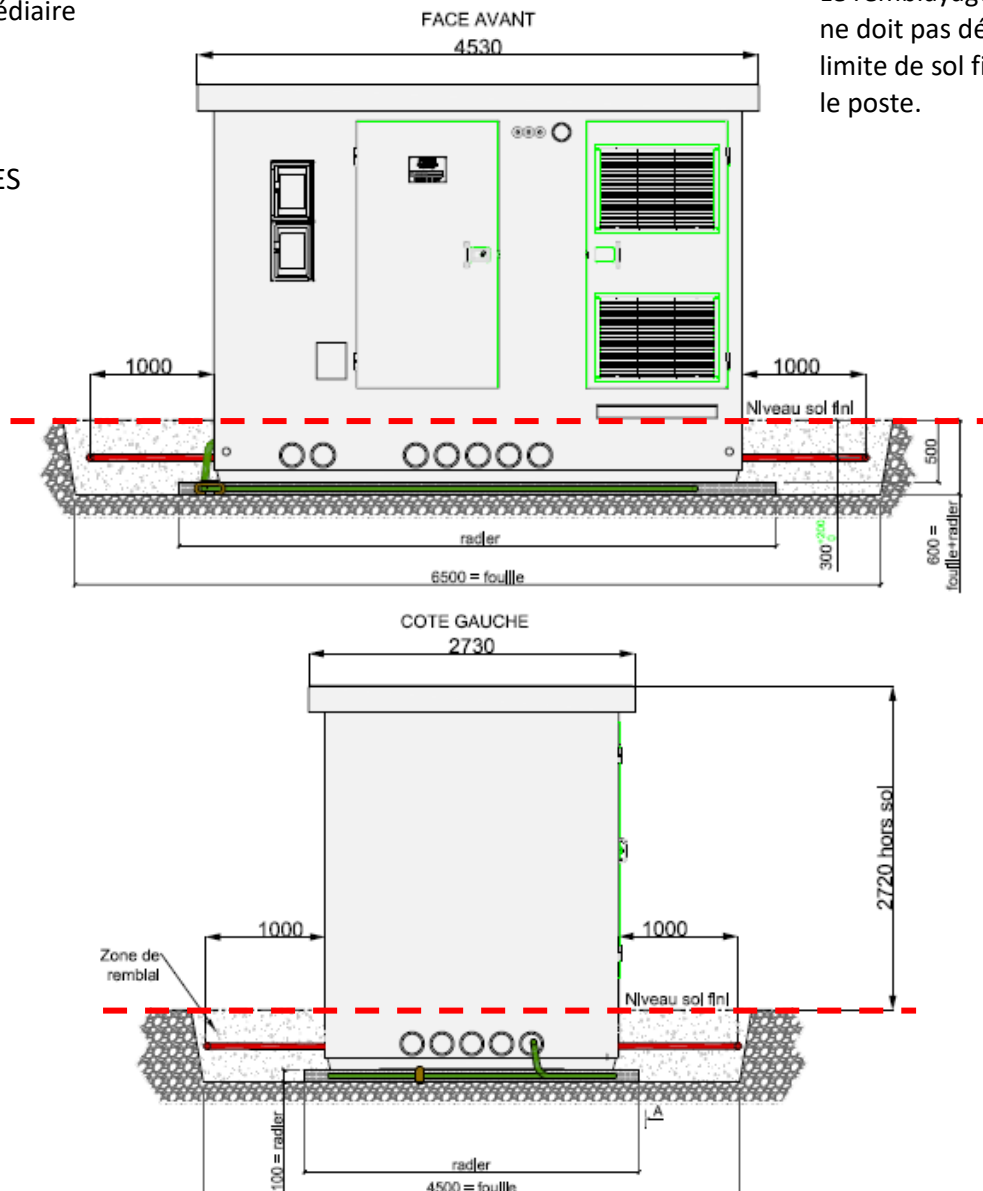 édiaire
ne doit pas dé
limite de sol fi
le poste.
ES
FACE AVANT
4530
1000
1000
Niveau sol fini
500
300 +200 0
600 =
fouille+radier
radier
6500 = fouille
COTE GAUCHE
2730
2720 hors sol
1000
1000
Zone de
remblai
Niveau sol fini
A
100 = radier
radier
4500 = fouille